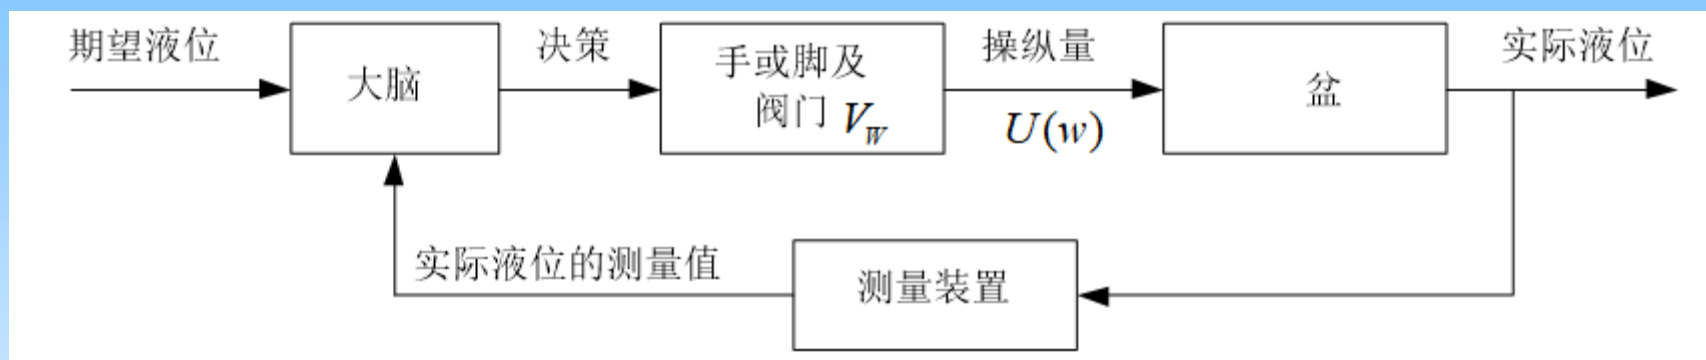 期望液位
大脑
决策
手或脚及
阀门 V_W
操纵量
U(w)
盆
实际液位
实际液位的测量值
测量装置